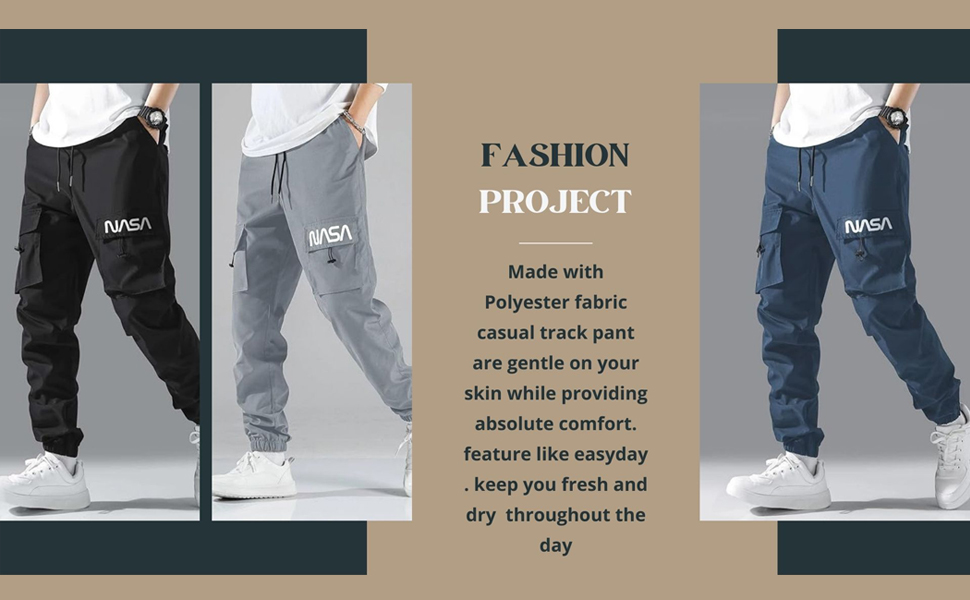 NASA
NASA
FASHION
PROJECT
Made with
Polyester fabric
casual track pant
are gentle on your
skin while providing
absolute comfort.
feature like easyday
. keep you fresh and
dry  throughout the
day
NASA